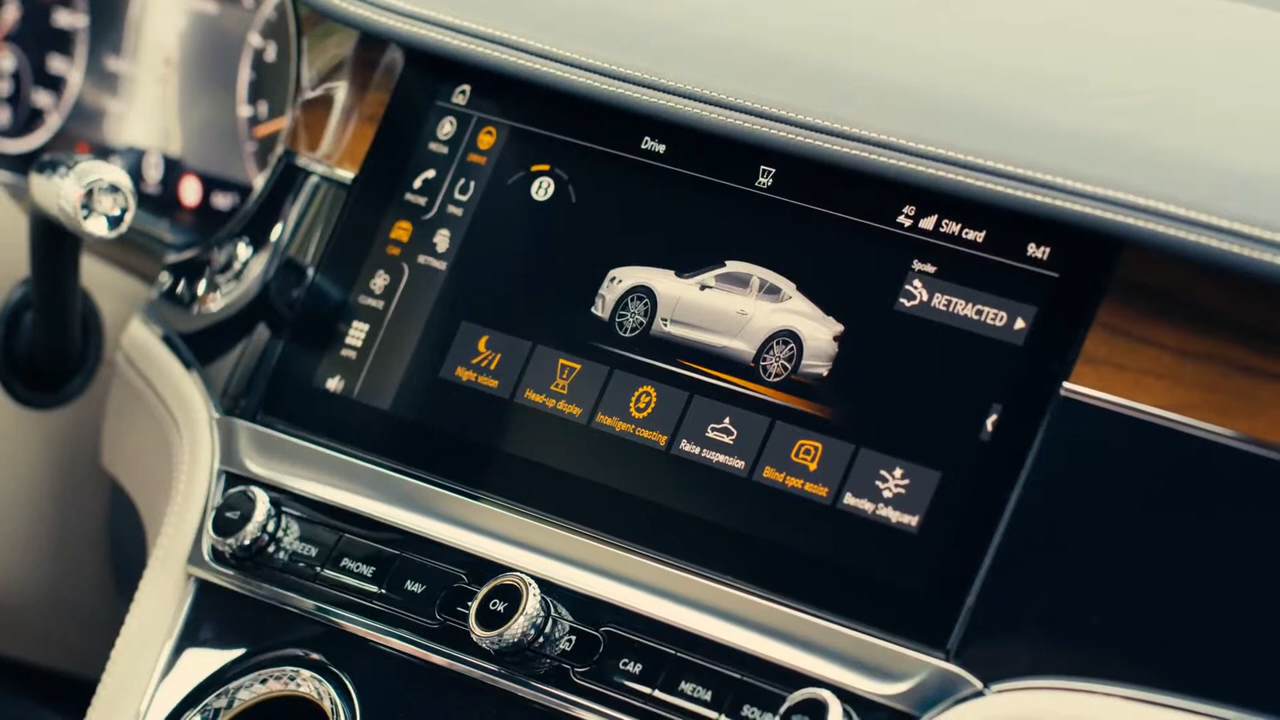 Drive
4G
SIM card
9:41
MEDIA
DRIVE
PHONE
CAR
SETTINGS
CLIMATE
APPS
B
Spoiler
RETRACTED
Night vision
Head-up display
Intelligent coasting
Raise suspension
Blind spot assist
Bentley Safeguard
PHONE
NAV
OK
CAR
MEDIA